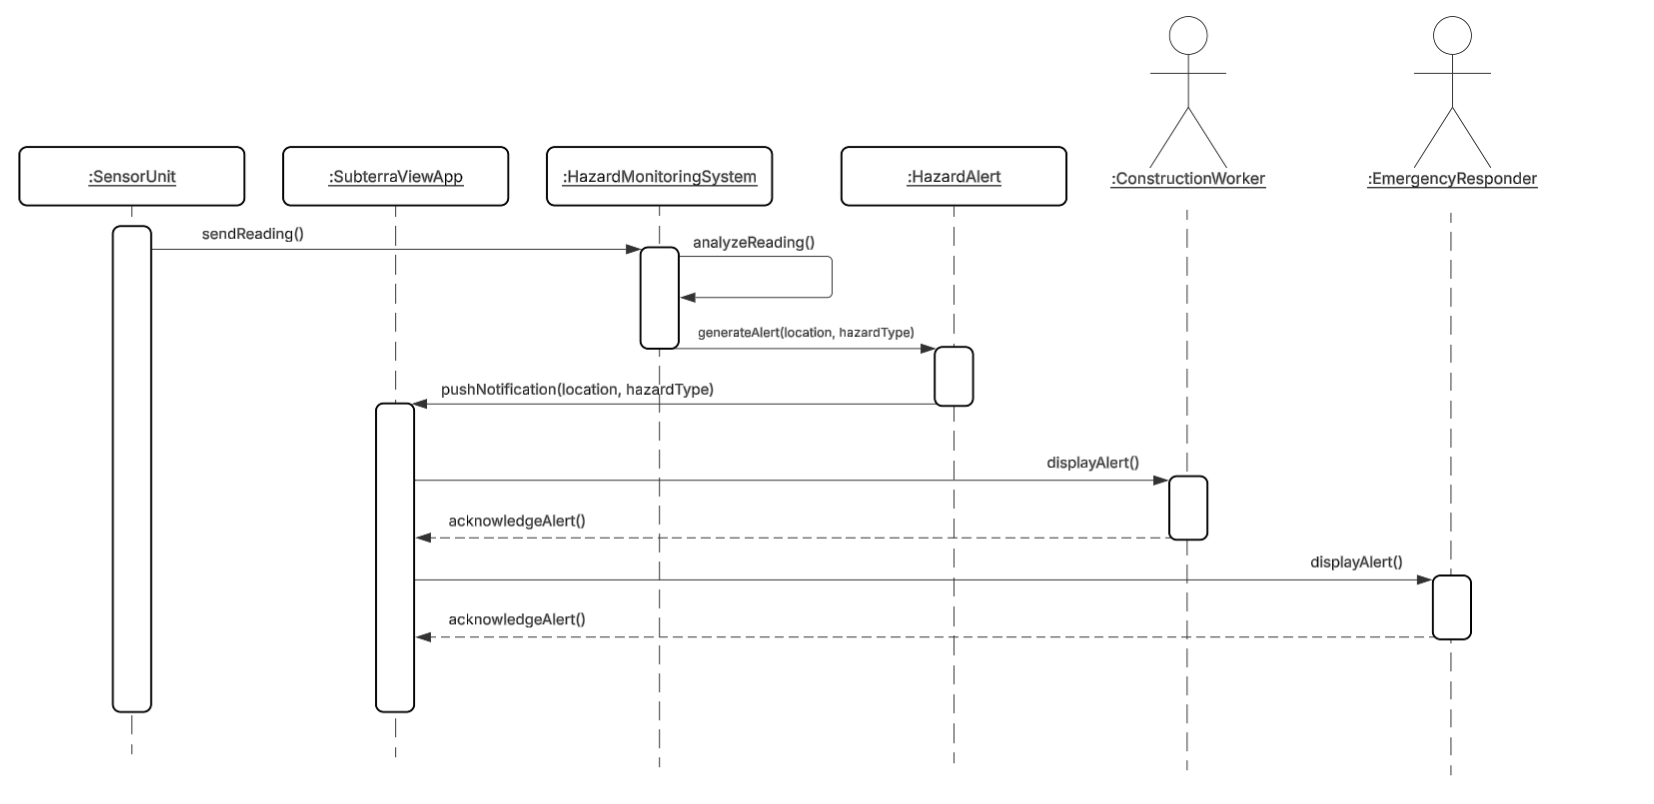 :SensorUnit
:SubterraViewApp
:HazardMonitoringSystem
:HazardAlert
:ConstructionWorker
:EmergencyResponder
sendReading()
analyzeReading()
generateAlert(location, hazardType)
pushNotification(location, hazardType)
displayAlert()
acknowledgeAlert()
displayAlert()
acknowledgeAlert()